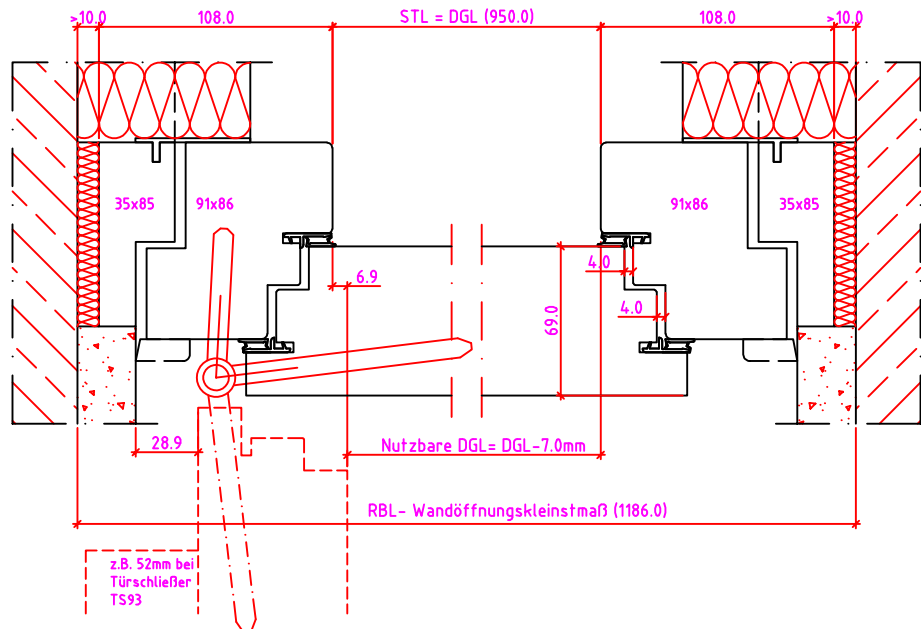 >10.0
108.0
STL = DGL (950.0)
108.0
>10.0
35x85
91x86
91x86
35x85
4.0
6.9
4.0
69.0
28.9
Nutzbare DGL= DGL-7.0mm
RBL- Wandöffnungskleinstmaß (1186.0)
z.B. 52mm bei
Türschließer
TS93